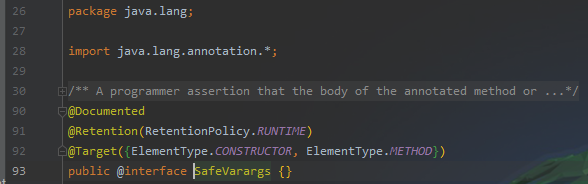 26 package java.lang;
27
28 import java.lang.annotation.*;
29
30 /** A programmer assertion that the body of the annotated method or ...*/
90 @Documented
91 @Retention(RetentionPolicy.RUNTIME)
92 @Target({ElementType.CONSTRUCTOR, ElementType.METHOD})
93 public @interface SafeVarargs {}